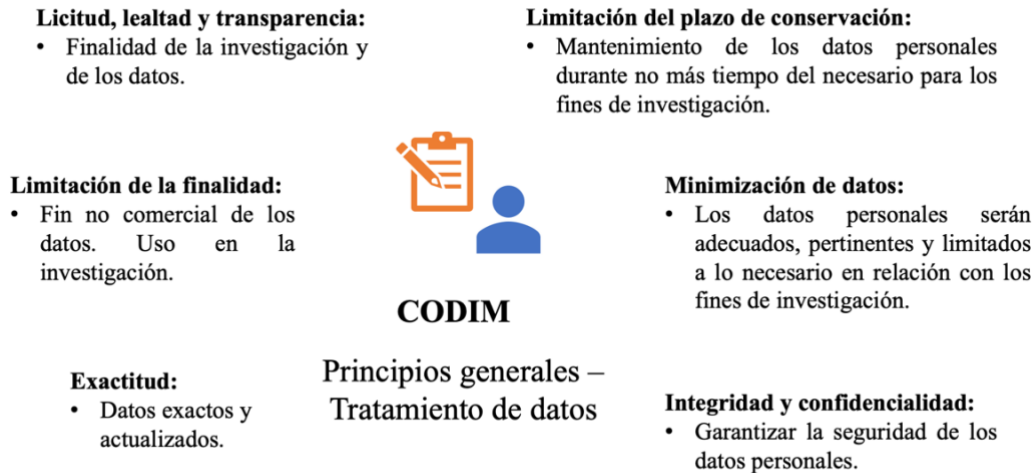 Licitud, lealtad y transparencia:
• Finalidad de la investigación y
de los datos.
Limitación del plazo de conservación:
• Mantenimiento de los datos personales
durante no más tiempo del necesario para los
fines de investigación.
Limitación de la finalidad:
• Fin no comercial de los
datos. Uso en la
investigación.
Minimización de datos:
• Los datos personales serán
adecuados, pertinentes y limitados
a lo necesario en relación con los
fines de investigación.
CODIM
Principios generales –
Tratamiento de datos
Exactitud:
• Datos exactos y
actualizados.
Integridad y confidencialidad:
• Garantizar la seguridad de los
datos personales.